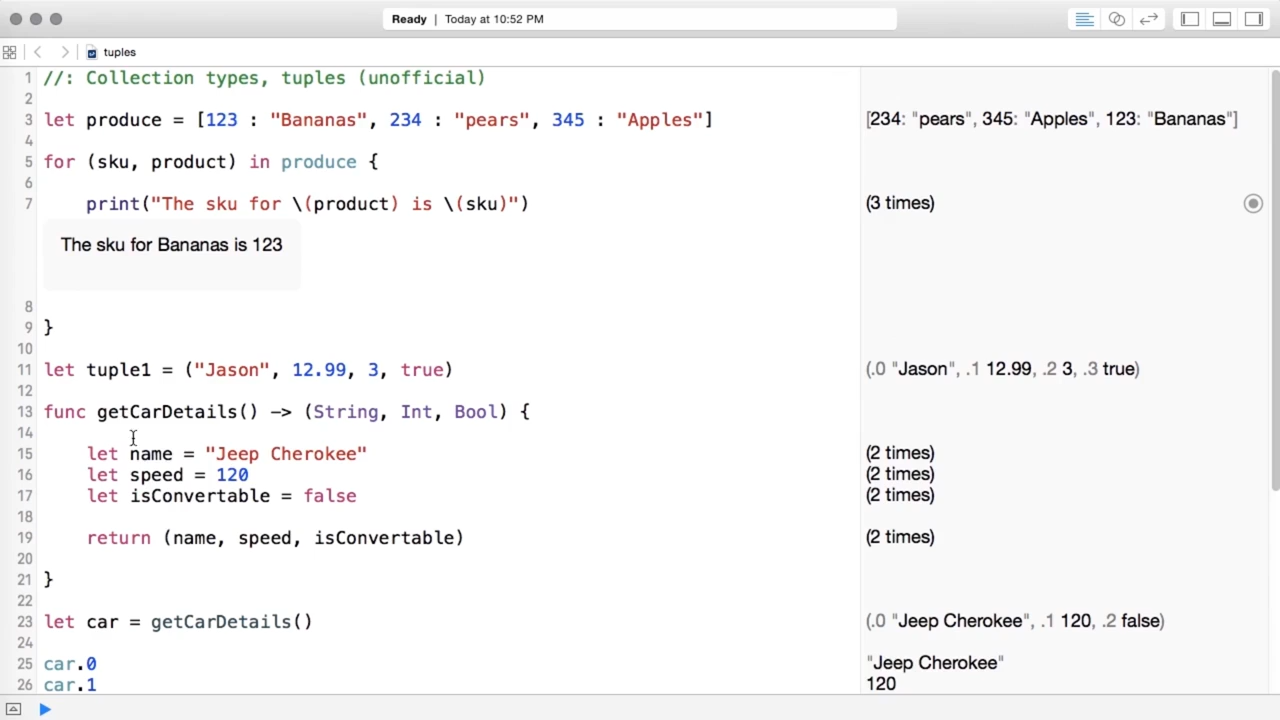 Ready | Today at 10:52 PM
tuples
1 //: Collection types, tuples (unofficial)
2
3 let produce = [123 : "Bananas", 234 : "pears", 345 : "Apples"] [234: "pears", 345: "Apples", 123: "Bananas"]
4
5 for (sku, product) in produce {
6
7 print("The sku for \(product) is \(sku)") (3 times)
The sku for Bananas is 123
8
9 }
10
11 let tuple1 = ("Jason", 12.99, 3, true) (.0 "Jason", .1 12.99, .2 3, .3 true)
12
13 func getCarDetails() -> (String, Int, Bool) {
14
15 let name = "Jeep Cherokee" (2 times)
16 let speed = 120 (2 times)
17 let isConvertable = false (2 times)
18
19 return (name, speed, isConvertable) (2 times)
20
21 }
22
23 let car = getCarDetails() (.0 "Jeep Cherokee", .1 120, .2 false)
24
25 car.0 "Jeep Cherokee"
26 car.1 120